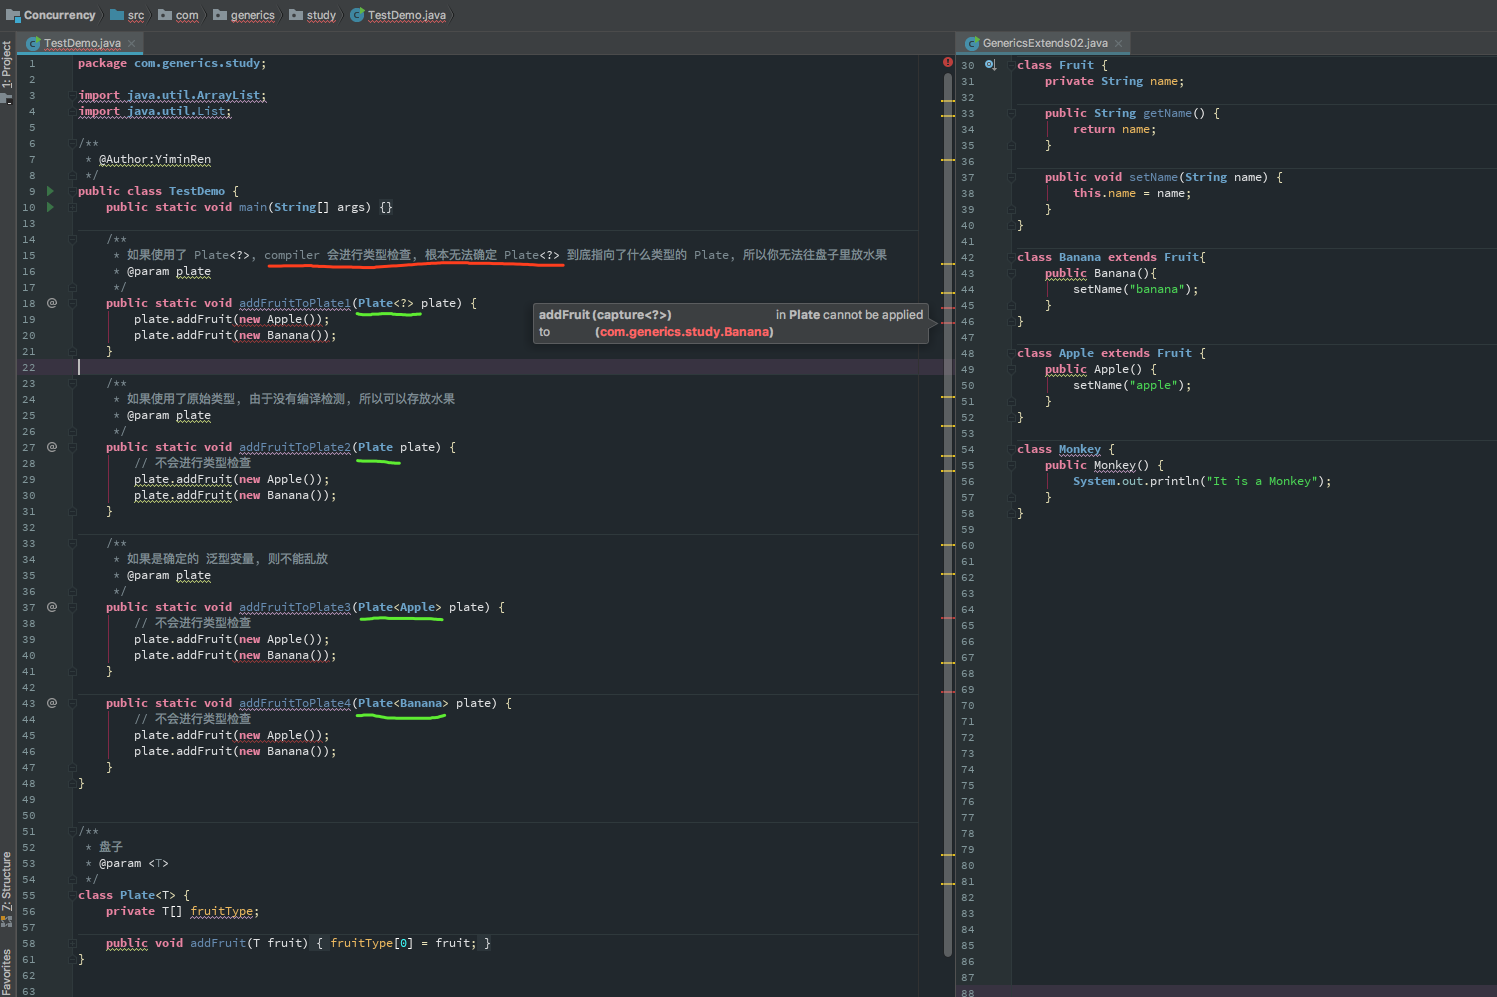 Concurrency src com generics study TestDemo.java
TestDemo.java
GenericsExtends02.java
1: Project
7: Structure
Favorites
1 package com.generics.study;
2
3 import java.util.ArrayList;
4 import java.util.List;
5
6 /**
7 * @Author:YiminRen
8 */
9 public class TestDemo {
10 public static void main(String[] args) {}
13
14 /**
15 * 如果使用了 Plate<?>, compiler 会进行类型检查, 根本无法确定 Plate<?> 到底指向了什么类型的 Plate, 所以你无法往盘子里放水果
16 * @param plate
17 */
18 @ public static void addFruitToPlate1(Plate<?> plate) {
19 plate.addFruit(new Apple());
20 plate.addFruit(new Banana());
21 }
22
23 /**
24 * 如果使用了原始类型, 由于没有编译检测, 所以可以存放水果
25 * @param plate
26 */
27 @ public static void addFruitToPlate2(Plate plate) {
28 // 不会进行类型检查
29 plate.addFruit(new Apple());
30 plate.addFruit(new Banana());
31 }
32
33 /**
34 * 如果是确定的 泛型变量, 则不能乱放
35 * @param plate
36 */
37 @ public static void addFruitToPlate3(Plate<Apple> plate) {
38 // 不会进行类型检查
39 plate.addFruit(new Apple());
40 plate.addFruit(new Banana());
41 }
42
43 @ public static void addFruitToPlate4(Plate<Banana> plate) {
44 // 不会进行类型检查
45 plate.addFruit(new Apple());
46 plate.addFruit(new Banana());
47 }
48 }
49
50
51 /**
52 * 盘子
53 * @param <T>
54 */
55 class Plate<T> {
56 private T[] fruitType;
57
58 public void addFruit(T fruit) { fruitType[0] = fruit; }
61 }
62
63
addFruit (capture<?>) in Plate cannot be applied
to (com.generics.study.Banana)
30 class Fruit {
31 private String name;
32
33 public String getName() {
34 return name;
35 }
36
37 public void setName(String name) {
38 this.name = name;
39 }
40 }
41
42 class Banana extends Fruit{
43 public Banana(){
44 setName("banana");
45 }
46 }
47
48 class Apple extends Fruit {
49 public Apple() {
50 setName("apple");
51 }
52 }
53
54 class Monkey {
55 public Monkey() {
56 System.out.println("It is a Monkey");
57 }
58 }
59
60
61
62
63
64
65
66
67
68
69
70
71
72
73
74
75
76
77
78
79
80
81
82
83
84
85
86
87
88